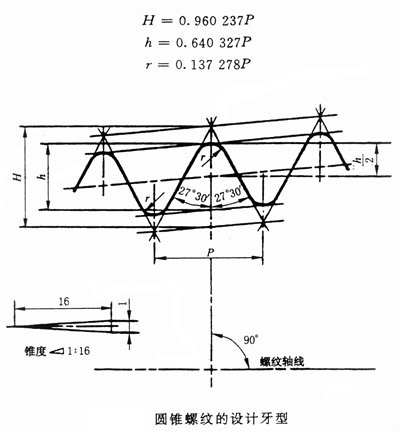 H = 0.960 237P
h = 0.640 327P
r = 0.137 278P
H
h
r
r
27°30′
27°30′
h/2
P
16
1
锥度 ⊲ 1:16
90°
螺纹轴线
圆锥螺纹的设计牙型